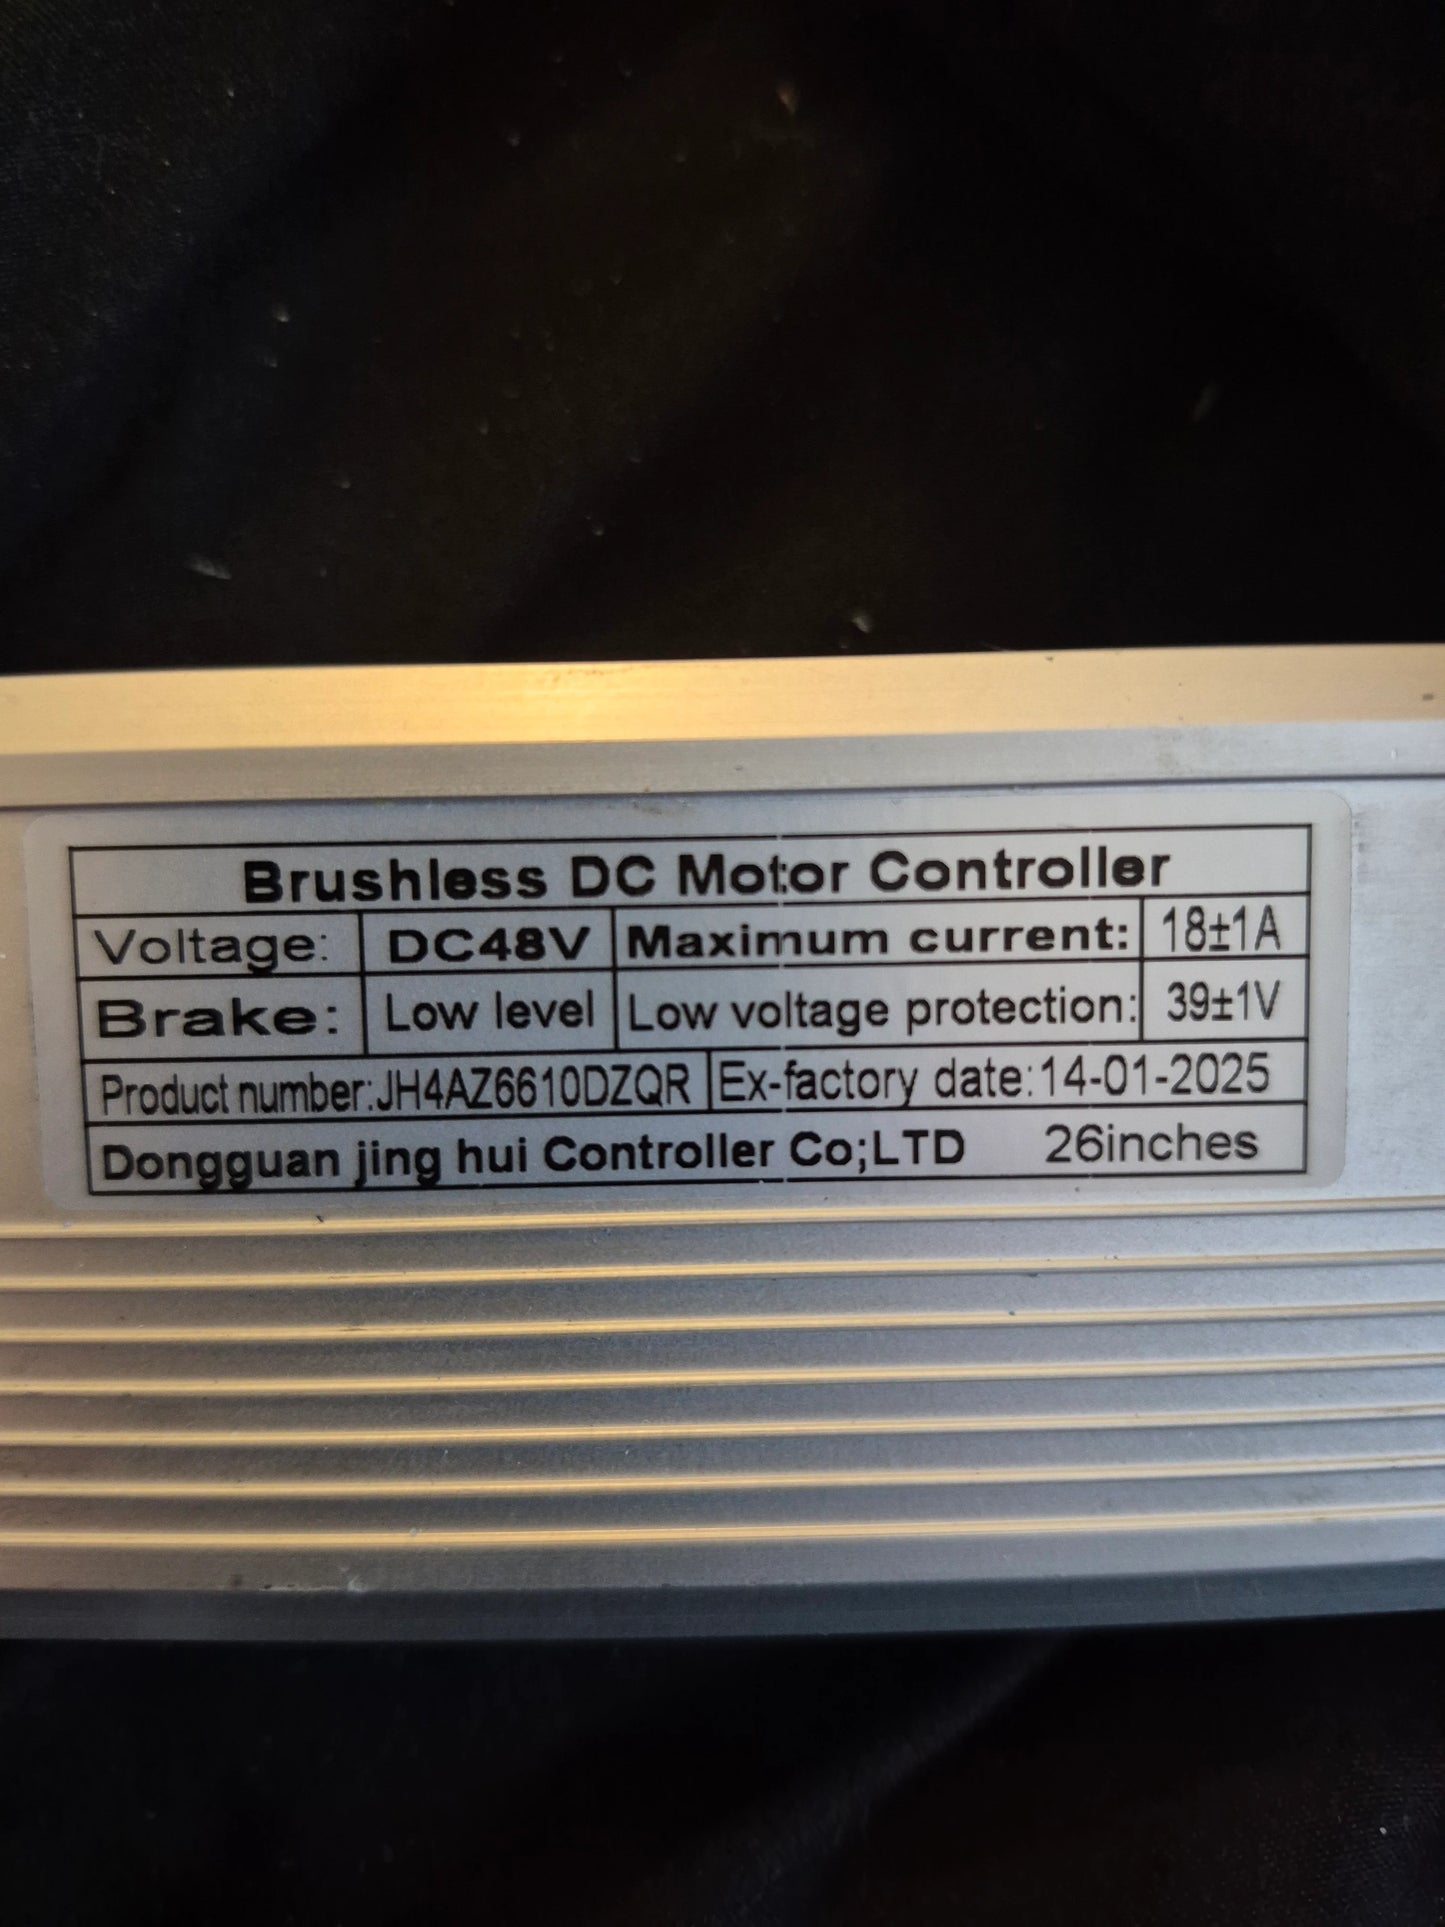 Brushless DC Motor Controller
Voltage: DC48V Maximum current: 18±1A
Brake: Low level Low voltage protection: 39±1V
Product number:JH4AZ6610DZQR Ex-factory date:14-01-2025
Dongguan jing hui Controller Co;LTD 26inches